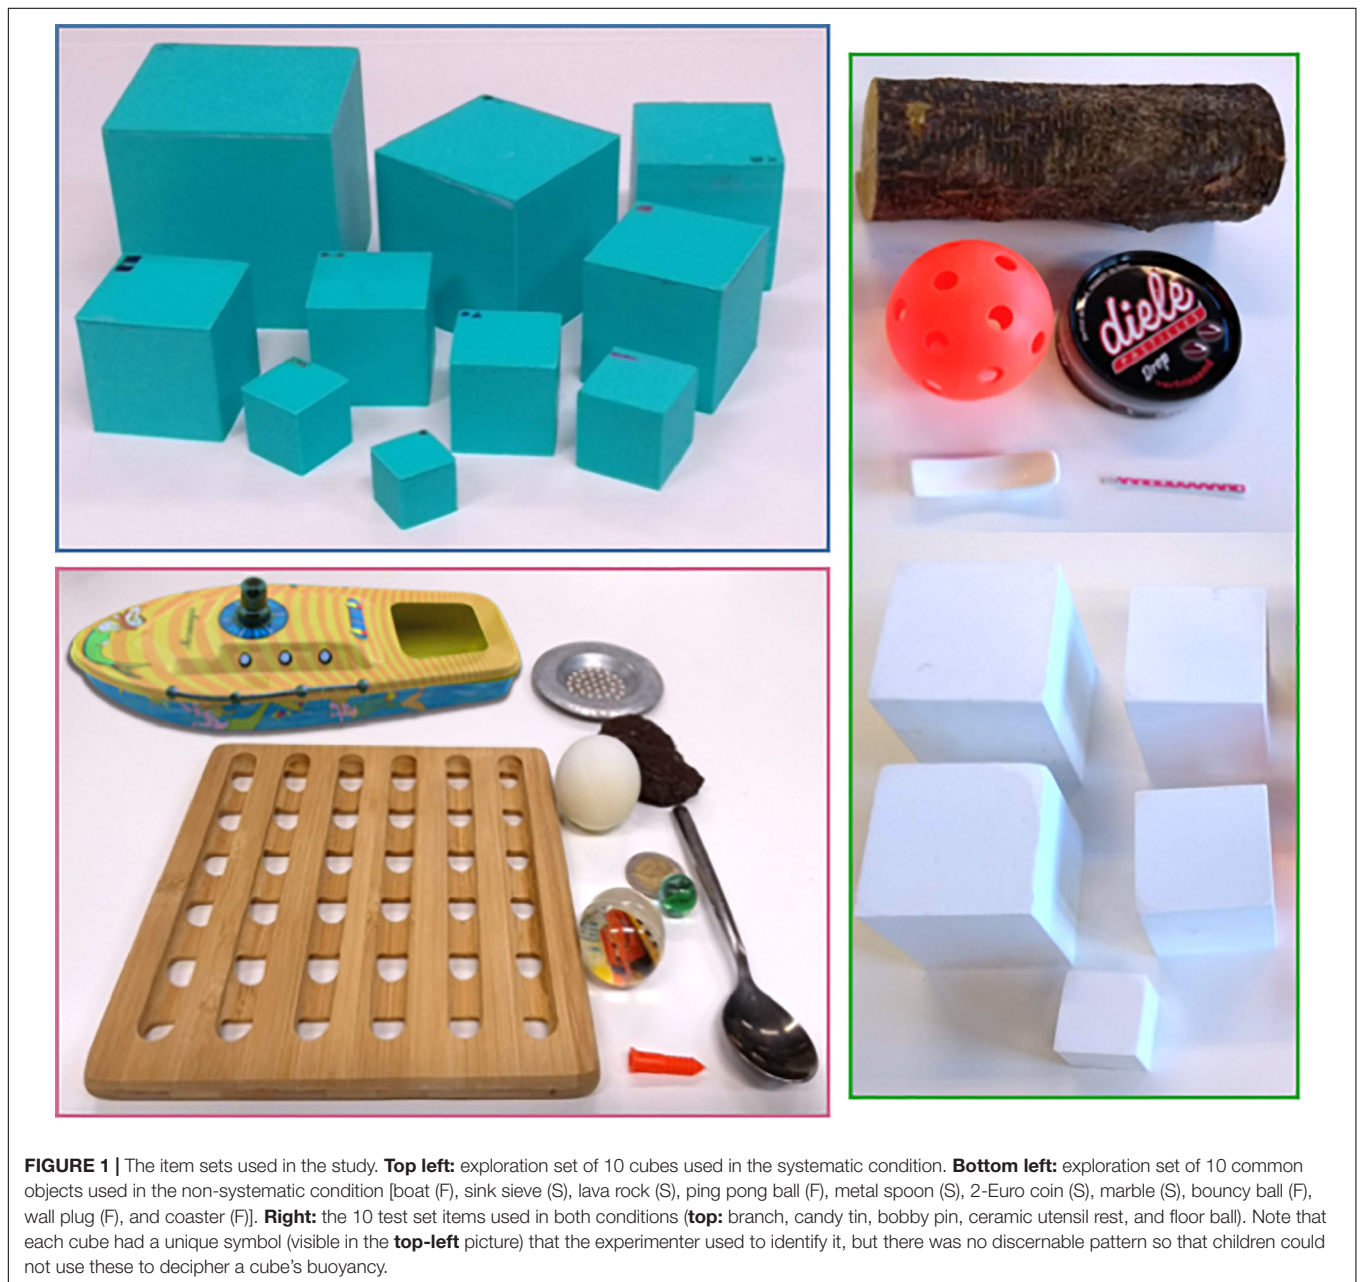 dielé
PASTILLES
Drop
verfrissend
FIGURE 1 | The item sets used in the study. Top left: exploration set of 10 cubes used in the systematic condition. Bottom left: exploration set of 10 common
objects used in the non-systematic condition [boat (F), sink sieve (S), lava rock (S), ping pong ball (F), metal spoon (S), 2-Euro coin (S), marble (S), bouncy ball (F),
wall plug (F), and coaster (F)]. Right: the 10 test set items used in both conditions (top: branch, candy tin, bobby pin, ceramic utensil rest, and floor ball). Note that
each cube had a unique symbol (visible in the top-left picture) that the experimenter used to identify it, but there was no discernable pattern so that children could
not use these to decipher a cube's buoyancy.